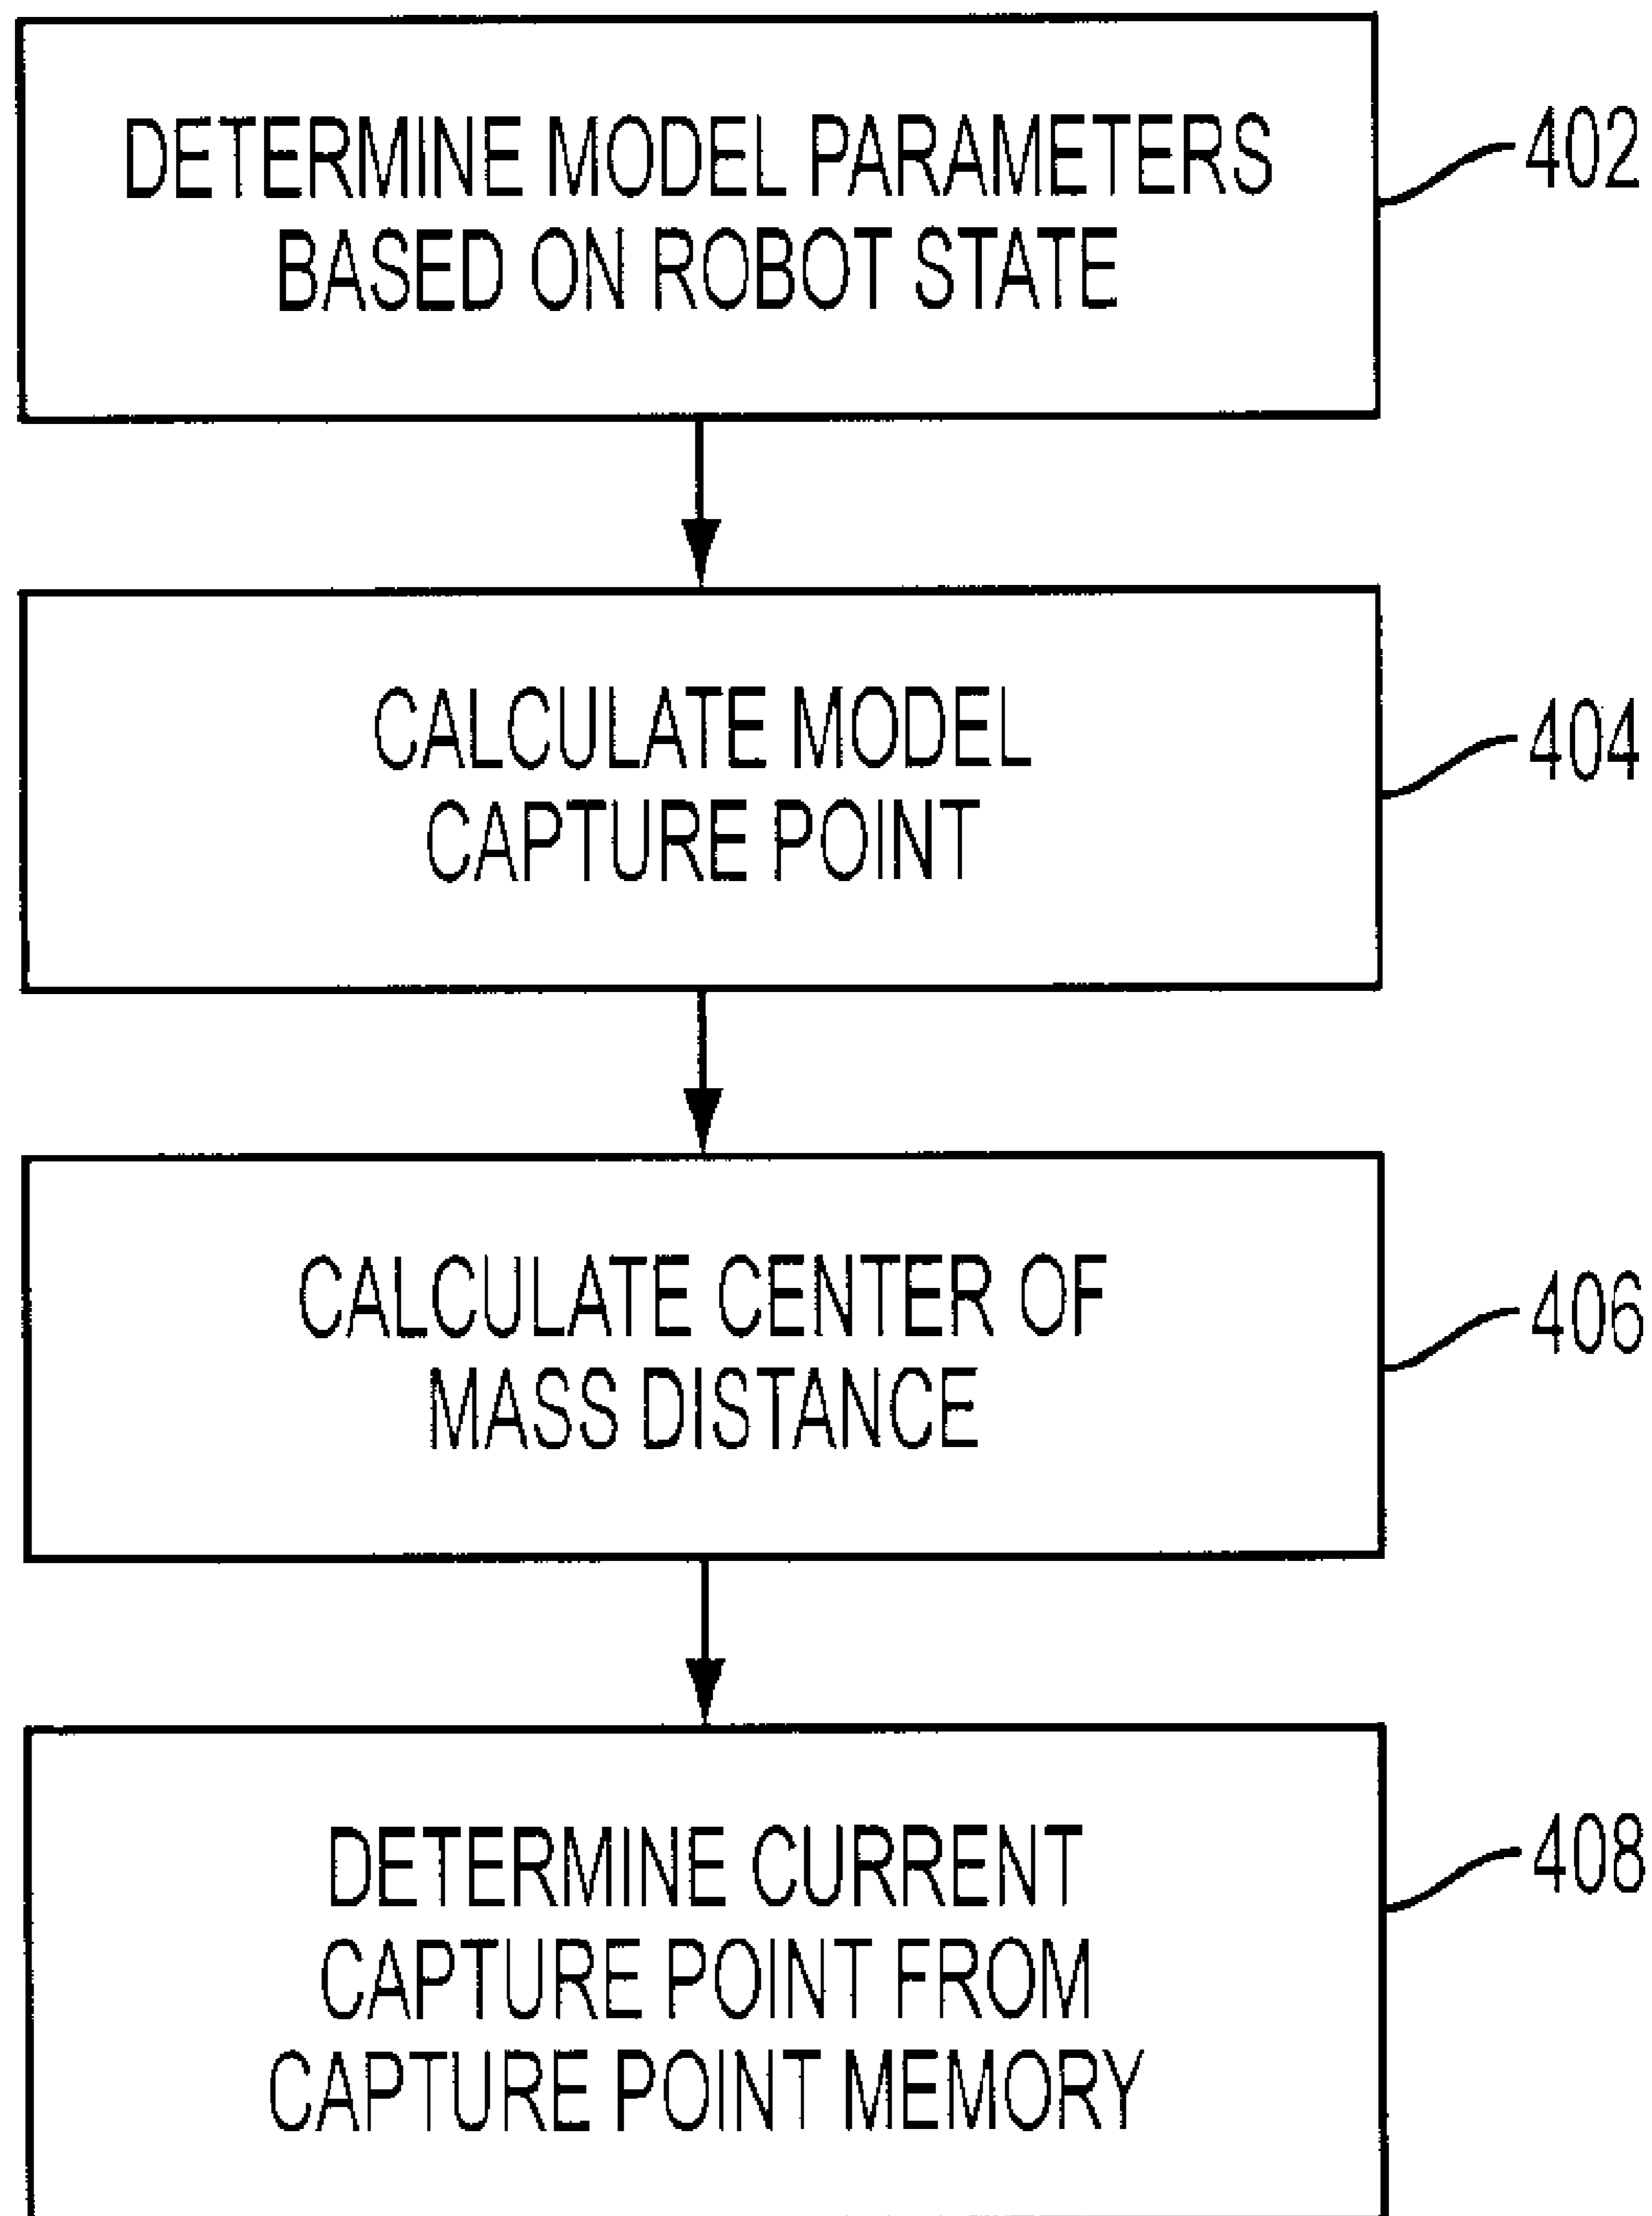 DETERMINE MODEL PARAMETERS
BASED ON ROBOT STATE
402
CALCULATE MODEL
CAPTURE POINT
404
CALCULATE CENTER OF
MASS DISTANCE
406
DETERMINE CURRENT
CAPTURE POINT FROM
CAPTURE POINT MEMORY
408